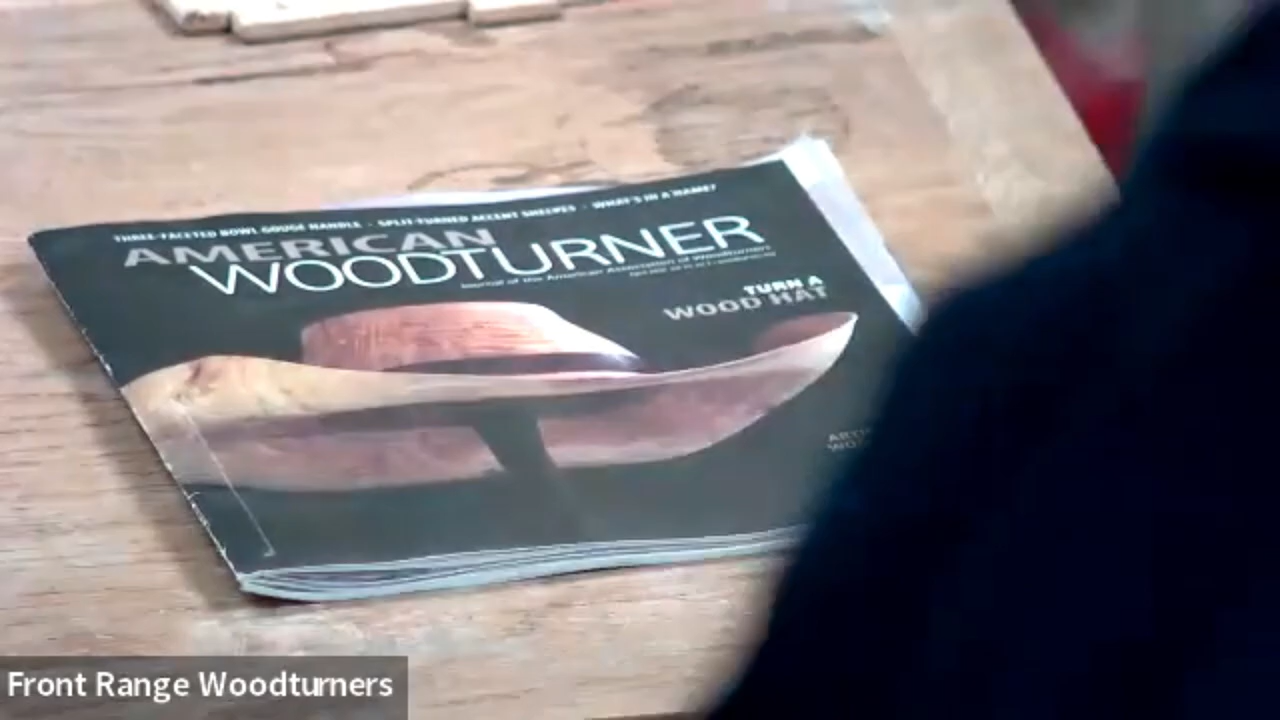 THREE-FACETED BOWL GOUGE HANDLE · SPLIT-TURNED ACCENT SHELVES · WHAT'S IN A NAME?
AMERICAN
WOODTURNER
Journal of the American Association of Woodturners
TURN A
WOOD HAT
Front Range Woodturners